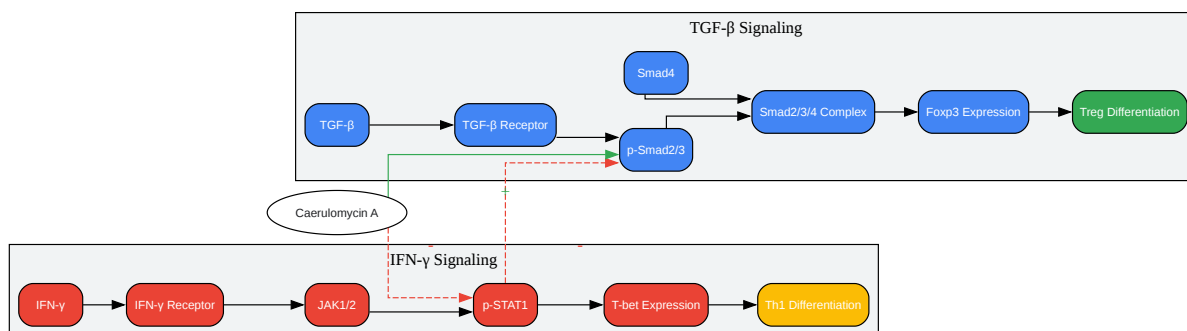 TGF-β Signaling
Smad4
TGF-β
TGF-β Receptor
Smad2/3/4 Complex
Foxp3 Expression
Treg Differentiation
p-Smad2/3
Caerulomycin A
IFN-γ Signaling
IFN-γ
IFN-γ Receptor
JAK1/2
p-STAT1
T-bet Expression
Th1 Differentiation